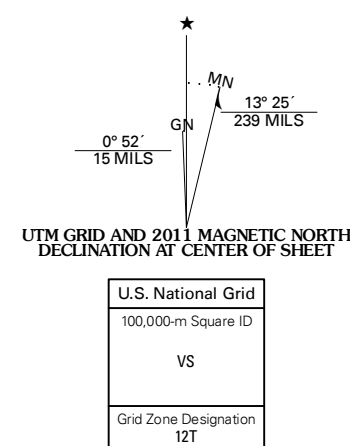 ★
MN
13° 25´
239 MILS
GN
0° 52´
15 MILS
UTM GRID AND 2011 MAGNETIC NORTH
DECLINATION AT CENTER OF SHEET
U.S. National Grid
100,000-m Square ID
VS
Grid Zone Designation
12T